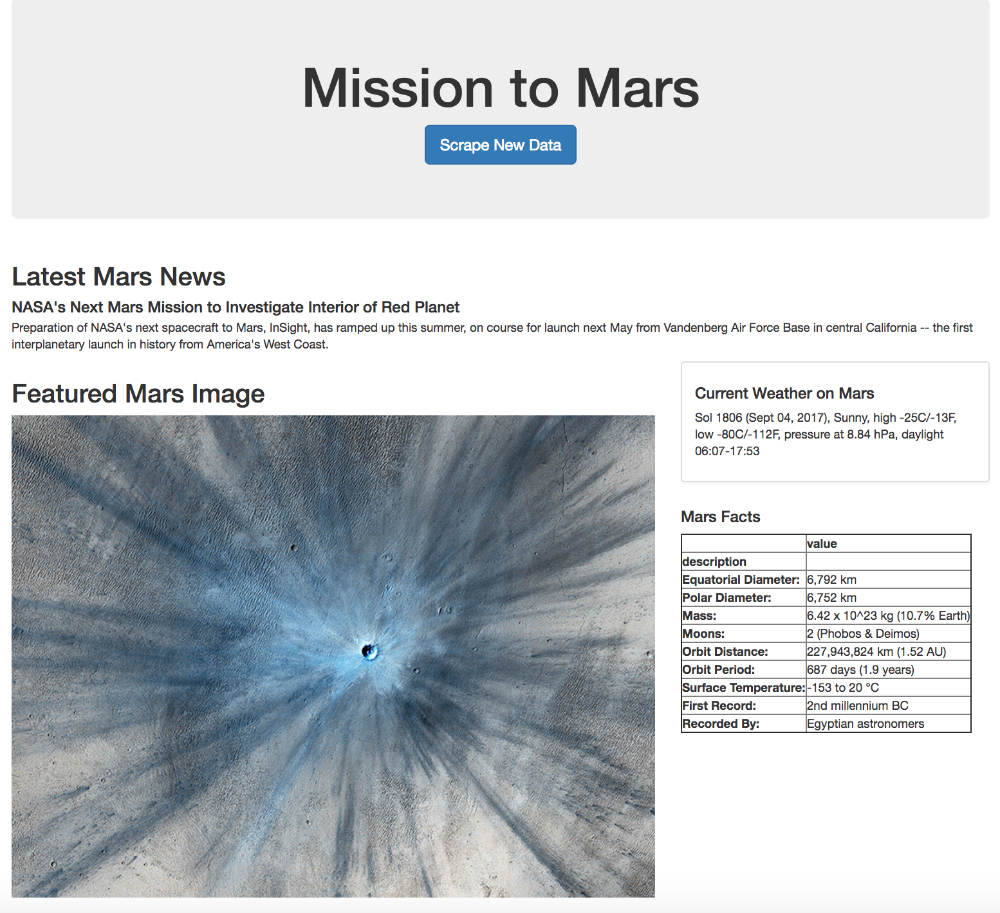 Mission to Mars
Scrape New Data
Latest Mars News
NASA's Next Mars Mission to Investigate Interior of Red Planet
Preparation of NASA's next spacecraft to Mars, InSight, has ramped up this summer, on course for launch next May from Vandenberg Air Force Base in central California -- the first
interplanetary launch in history from America's West Coast.
Featured Mars Image
Current Weather on Mars
Sol 1806 (Sept 04, 2017), Sunny, high -25C/-13F,
low -80C/-112F, pressure at 8.84 hPa, daylight
06:07-17:53
Mars Facts
value
description
Equatorial Diameter: 6,792 km
Polar Diameter: 6,752 km
Mass: 6.42 x 10^23 kg (10.7% Earth)
Moons: 2 (Phobos & Deimos)
Orbit Distance: 227,943,824 km (1.52 AU)
Orbit Period: 687 days (1.9 years)
Surface Temperature: -153 to 20 °C
First Record: 2nd millennium BC
Recorded By: Egyptian astronomers